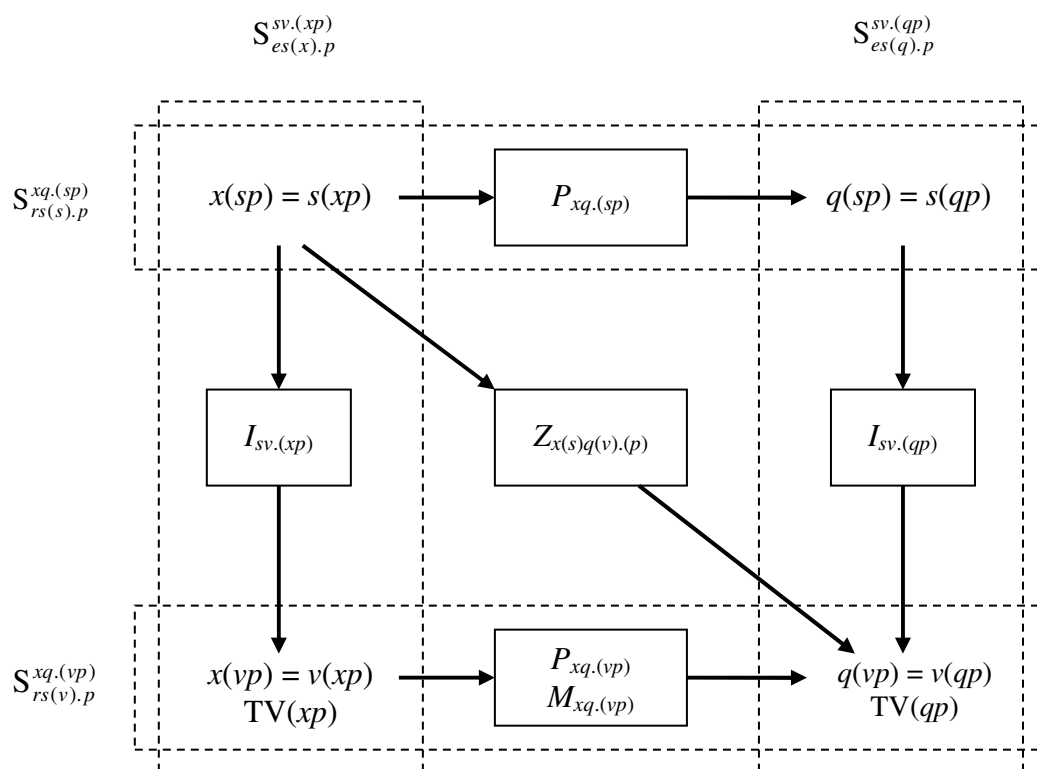 S^{sv.(xp)}_{es(x).p} S^{sv.(qp)}_{es(q).p}
S^{xq.(sp)}_{rs(s).p} x(sp) = s(xp) P_{xq.(sp)} q(sp) = s(qp)
I_{sv.(xp)} Z_{x(s)q(v).(p)} I_{sv.(qp)}
S^{xq.(vp)}_{rs(v).p} x(vp) = v(xp) P_{xq.(vp)} q(vp) = v(qp)
TV(xp) M_{xq.(vp)} TV(qp)